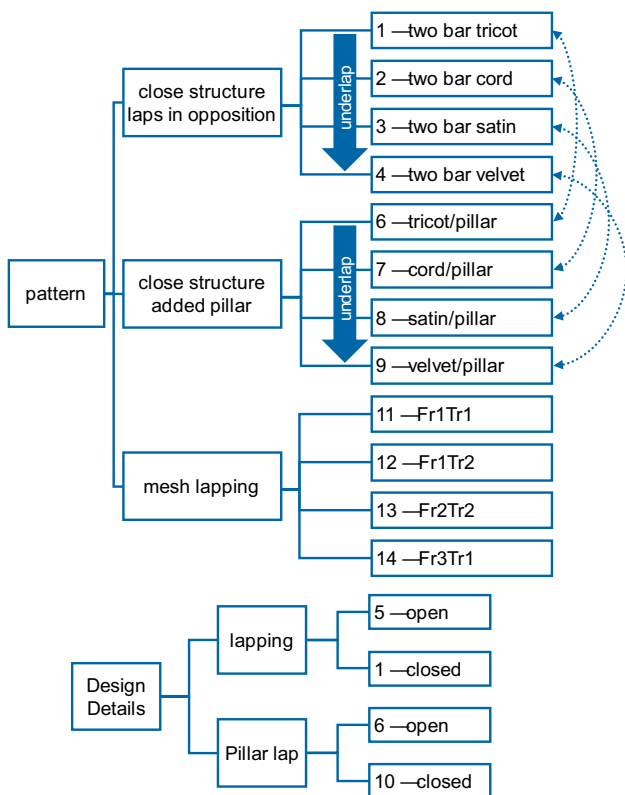 pattern
close structure
laps in opposition
1 —two bar tricot
2 —two bar cord
3 —two bar satin
4 —two bar velvet
underlap
close structure
added pillar
6 —tricot/pillar
7 —cord/pillar
8 —satin/pillar
9 —velvet/pillar
underlap
mesh lapping
11 —Fr1Tr1
12 —Fr1Tr2
13 —Fr2Tr2
14 —Fr3Tr1
Design
Details
lapping
5 —open
1 —closed
Pillar lap
6 —open
10 —closed